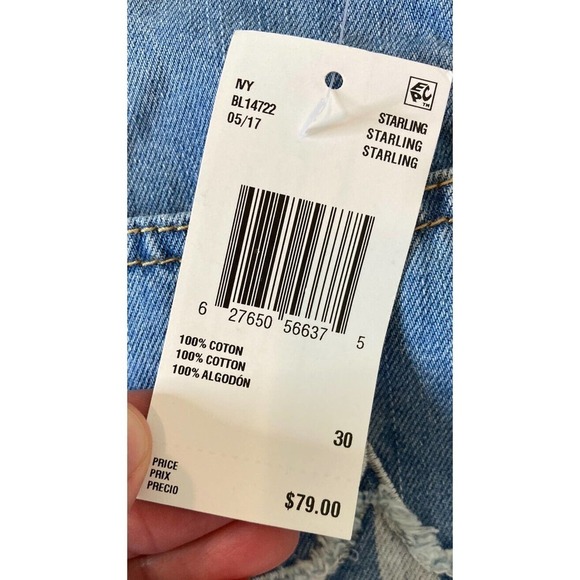 IVY
BL14722
05/17
STARLING
STARLING
STARLING
6 27650 56637 5
100% COTON
100% COTTON
100% ALGODÓN
30
PRICE
PRIX
PRECIO
$79.00